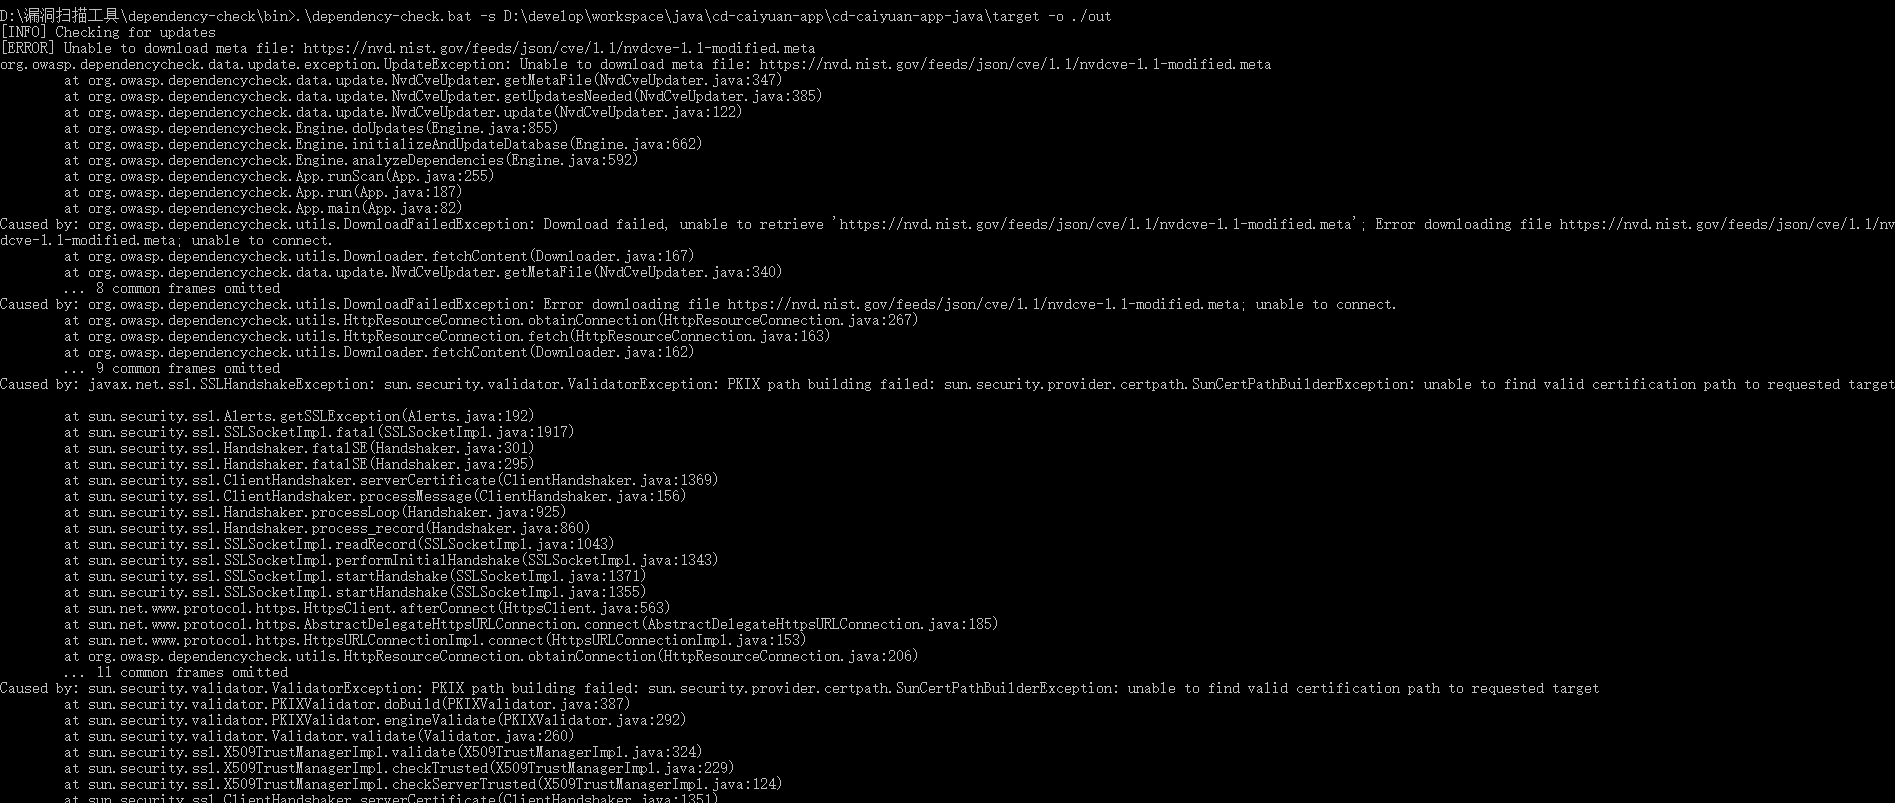 D:\漏洞扫描工具\dependency-check\bin>.\dependency-check.bat -s D:\develop\workspace\java\cd-caiyuan-app\cd-caiyuan-app-java\target -o ./out
[INFO] Checking for updates
[ERROR] Unable to download meta file: https://nvd.nist.gov/feeds/json/cve/1.1/nvdcve-1.1-modified.meta
org.owasp.dependencycheck.data.update.exception.UpdateException: Unable to download meta file: https://nvd.nist.gov/feeds/json/cve/1.1/nvdcve-1.1-modified.meta
        at org.owasp.dependencycheck.data.update.NvdCveUpdater.getMetaFile(NvdCveUpdater.java:347)
        at org.owasp.dependencycheck.data.update.NvdCveUpdater.getUpdatesNeeded(NvdCveUpdater.java:385)
        at org.owasp.dependencycheck.data.update.NvdCveUpdater.update(NvdCveUpdater.java:122)
        at org.owasp.dependencycheck.Engine.doUpdates(Engine.java:855)
        at org.owasp.dependencycheck.Engine.initializeAndUpdateDatabase(Engine.java:662)
        at org.owasp.dependencycheck.Engine.analyzeDependencies(Engine.java:592)
        at org.owasp.dependencycheck.App.runScan(App.java:255)
        at org.owasp.dependencycheck.App.run(App.java:187)
        at org.owasp.dependencycheck.App.main(App.java:82)
Caused by: org.owasp.dependencycheck.utils.DownloadFailedException: Download failed, unable to retrieve 'https://nvd.nist.gov/feeds/json/cve/1.1/nvdcve-1.1-modified.meta'; Error downloading file https://nvd.nist.gov/feeds/json/cve/1.1/nv
dcve-1.1-modified.meta; unable to connect.
        at org.owasp.dependencycheck.utils.Downloader.fetchContent(Downloader.java:167)
        at org.owasp.dependencycheck.data.update.NvdCveUpdater.getMetaFile(NvdCveUpdater.java:340)
        ... 8 common frames omitted
Caused by: org.owasp.dependencycheck.utils.DownloadFailedException: Error downloading file https://nvd.nist.gov/feeds/json/cve/1.1/nvdcve-1.1-modified.meta; unable to connect.
        at org.owasp.dependencycheck.utils.HttpResourceConnection.obtainConnection(HttpResourceConnection.java:267)
        at org.owasp.dependencycheck.utils.HttpResourceConnection.fetch(HttpResourceConnection.java:163)
        at org.owasp.dependencycheck.utils.Downloader.fetchContent(Downloader.java:162)
        ... 9 common frames omitted
Caused by: javax.net.ssl.SSLHandshakeException: sun.security.validator.ValidatorException: PKIX path building failed: sun.security.provider.certpath.SunCertPathBuilderException: unable to find valid certification path to requested target
        at sun.security.ssl.Alerts.getSSLException(Alerts.java:192)
        at sun.security.ssl.SSLSocketImpl.fatal(SSLSocketImpl.java:1917)
        at sun.security.ssl.Handshaker.fatalSE(Handshaker.java:301)
        at sun.security.ssl.Handshaker.fatalSE(Handshaker.java:295)
        at sun.security.ssl.ClientHandshaker.serverCertificate(ClientHandshaker.java:1369)
        at sun.security.ssl.ClientHandshaker.processMessage(ClientHandshaker.java:156)
        at sun.security.ssl.Handshaker.processLoop(Handshaker.java:925)
        at sun.security.ssl.Handshaker.process_record(Handshaker.java:860)
        at sun.security.ssl.SSLSocketImpl.readRecord(SSLSocketImpl.java:1043)
        at sun.security.ssl.SSLSocketImpl.performInitialHandshake(SSLSocketImpl.java:1343)
        at sun.security.ssl.SSLSocketImpl.startHandshake(SSLSocketImpl.java:1371)
        at sun.security.ssl.SSLSocketImpl.startHandshake(SSLSocketImpl.java:1355)
        at sun.net.www.protocol.https.HttpsClient.afterConnect(HttpsClient.java:563)
        at sun.net.www.protocol.https.AbstractDelegateHttpsURLConnection.connect(AbstractDelegateHttpsURLConnection.java:185)
        at sun.net.www.protocol.https.HttpsURLConnectionImpl.connect(HttpsURLConnectionImpl.java:153)
        at org.owasp.dependencycheck.utils.HttpResourceConnection.obtainConnection(HttpResourceConnection.java:206)
        ... 11 common frames omitted
Caused by: sun.security.validator.ValidatorException: PKIX path building failed: sun.security.provider.certpath.SunCertPathBuilderException: unable to find valid certification path to requested target
        at sun.security.validator.PKIXValidator.doBuild(PKIXValidator.java:387)
        at sun.security.validator.PKIXValidator.engineValidate(PKIXValidator.java:292)
        at sun.security.validator.Validator.validate(Validator.java:260)
        at sun.security.ssl.X509TrustManagerImpl.validate(X509TrustManagerImpl.java:324)
        at sun.security.ssl.X509TrustManagerImpl.checkTrusted(X509TrustManagerImpl.java:229)
        at sun.security.ssl.X509TrustManagerImpl.checkServerTrusted(X509TrustManagerImpl.java:124)
        at sun.security.ssl.ClientHandshaker.serverCertificate(ClientHandshaker.java:1351)